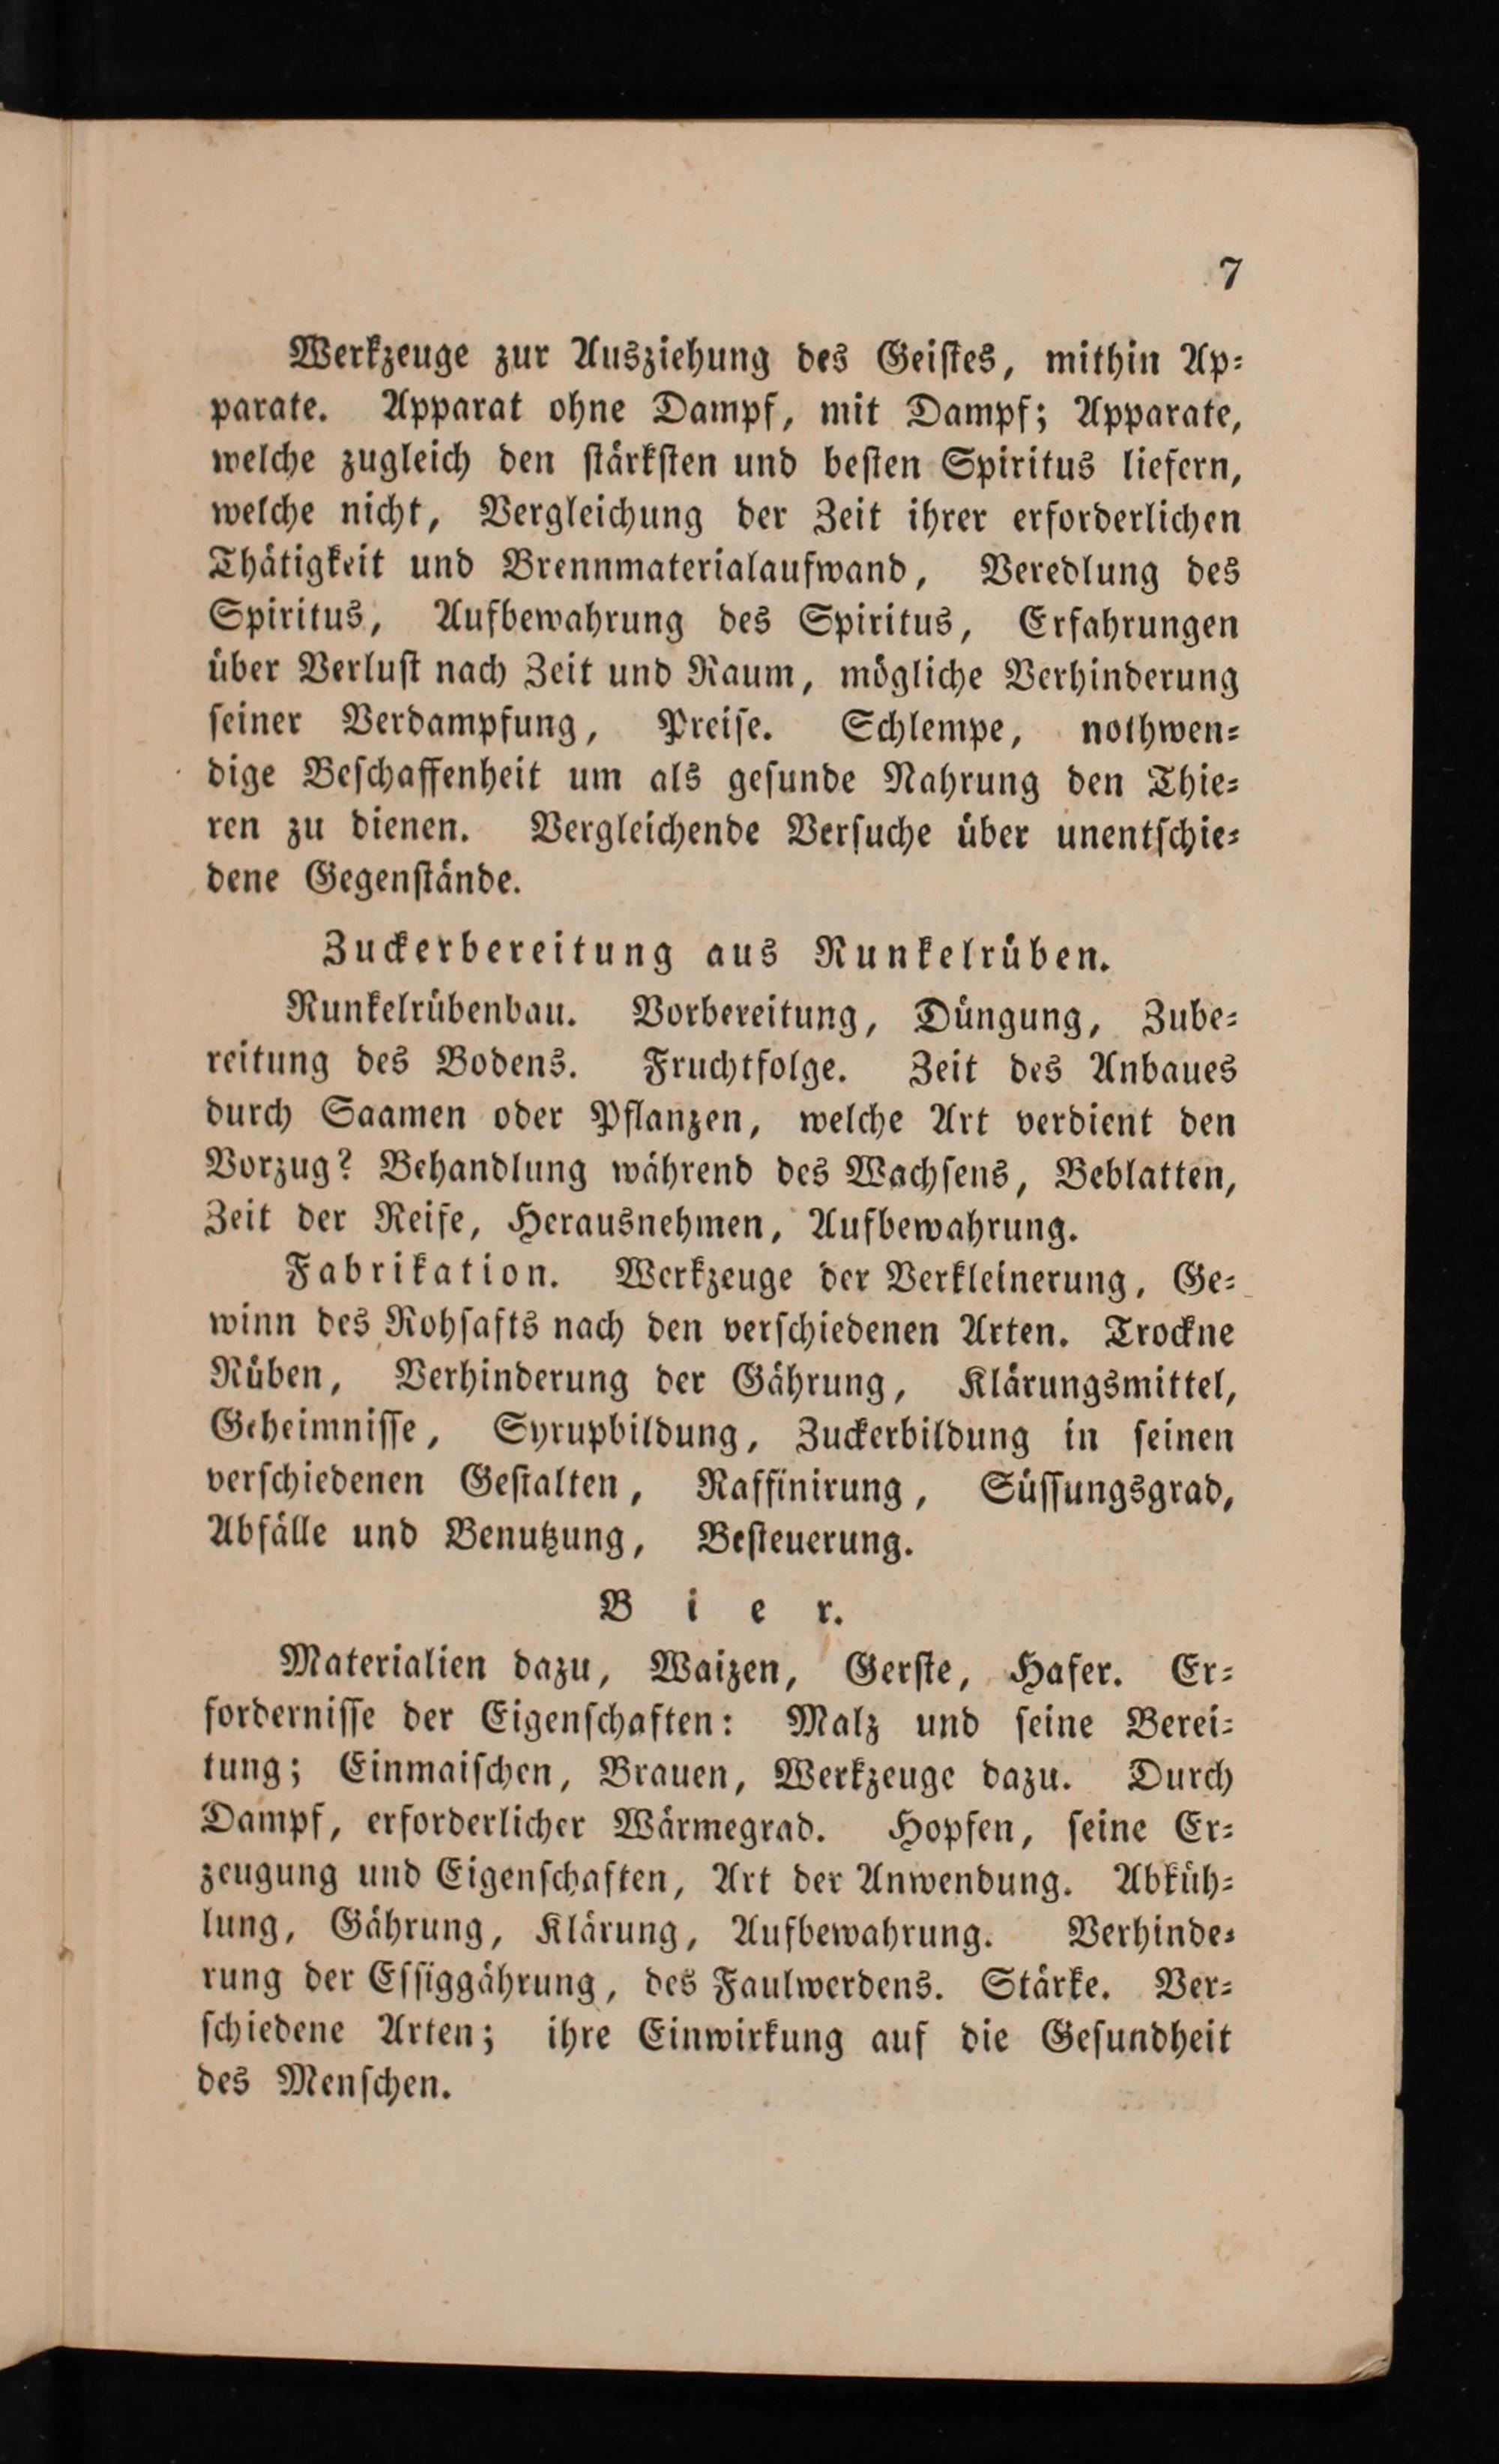 7
Werkzeuge zur Ausziehung des Geistes, mithin Ap-
parate. Apparat ohne Dampf, mit Dampf; Apparate,
welche zugleich den stärksten und besten Spiritus liefern,
welche nicht, Vergleichung der Zeit ihrer erforderlichen
Thätigkeit und Brennmaterialaufwand, Veredlung des
Spiritus, Aufbewahrung des Spiritus, Erfahrungen
über Verlust nach Zeit und Raum, mögliche Verhinderung
seiner Verdampfung, Preise. Schlempe, nothwen-
dige Beschaffenheit um als gesunde Nahrung den Thie-
ren zu dienen. Vergleichende Versuche über unentschie-
dene Gegenstände.
Zuckerbereitung aus Runkelrüben.
Runkelrübenbau. Vorbereitung, Düngung, Zube-
reitung des Bodens. Fruchtfolge. Zeit des Anbaues
durch Saamen oder Pflanzen, welche Art verdient den
Vorzug? Behandlung während des Wachsens, Beblatten,
Zeit der Reife, Herausnehmen, Aufbewahrung.
Fabrikation. Werkzeuge der Verkleinerung, Ge-
winn des Rohsafts nach den verschiedenen Arten. Trockne
Rüben, Verhinderung der Gährung, Klärungsmittel,
Geheimnisse, Syrupbildung, Zuckerbildung in seinen
verschiedenen Gestalten, Raffinirung, Süssungsgrad,
Abfälle und Benutzung, Besteuerung.
Bier.
Materialien dazu, Waizen, Gerste, Hafer. Er-
fordernisse der Eigenschaften: Malz und seine Berei-
tung; Einmaischen, Brauen, Werkzeuge dazu. Durch
Dampf, erforderlicher Wärmegrad. Hopfen, seine Er-
zeugung und Eigenschaften, Art der Anwendung. Abküh-
lung, Gährung, Klärung, Aufbewahrung. Verhinde-
rung der Essiggährung, des Faulwerdens. Stärke. Ver-
schiedene Arten; ihre Einwirkung auf die Gesundheit
des Menschen.